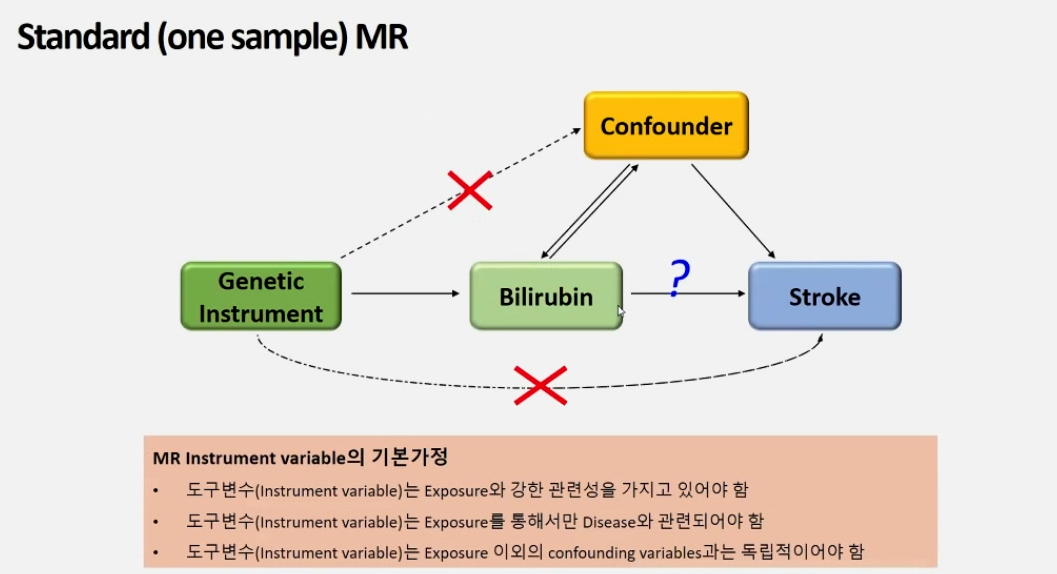 Standard (one sample) MR
Confounder
Genetic
Instrument
Bilirubin
?
Stroke
MR Instrument variable의 기본가정
• 도구변수(Instrument variable)는 Exposure와 강한 관련성을 가지고 있어야 함
• 도구변수(Instrument variable)는 Exposure를 통해서만 Disease와 관련되어야 함
• 도구변수(Instrument variable)는 Exposure 이외의 confounding variables과는 독립적이어야 함